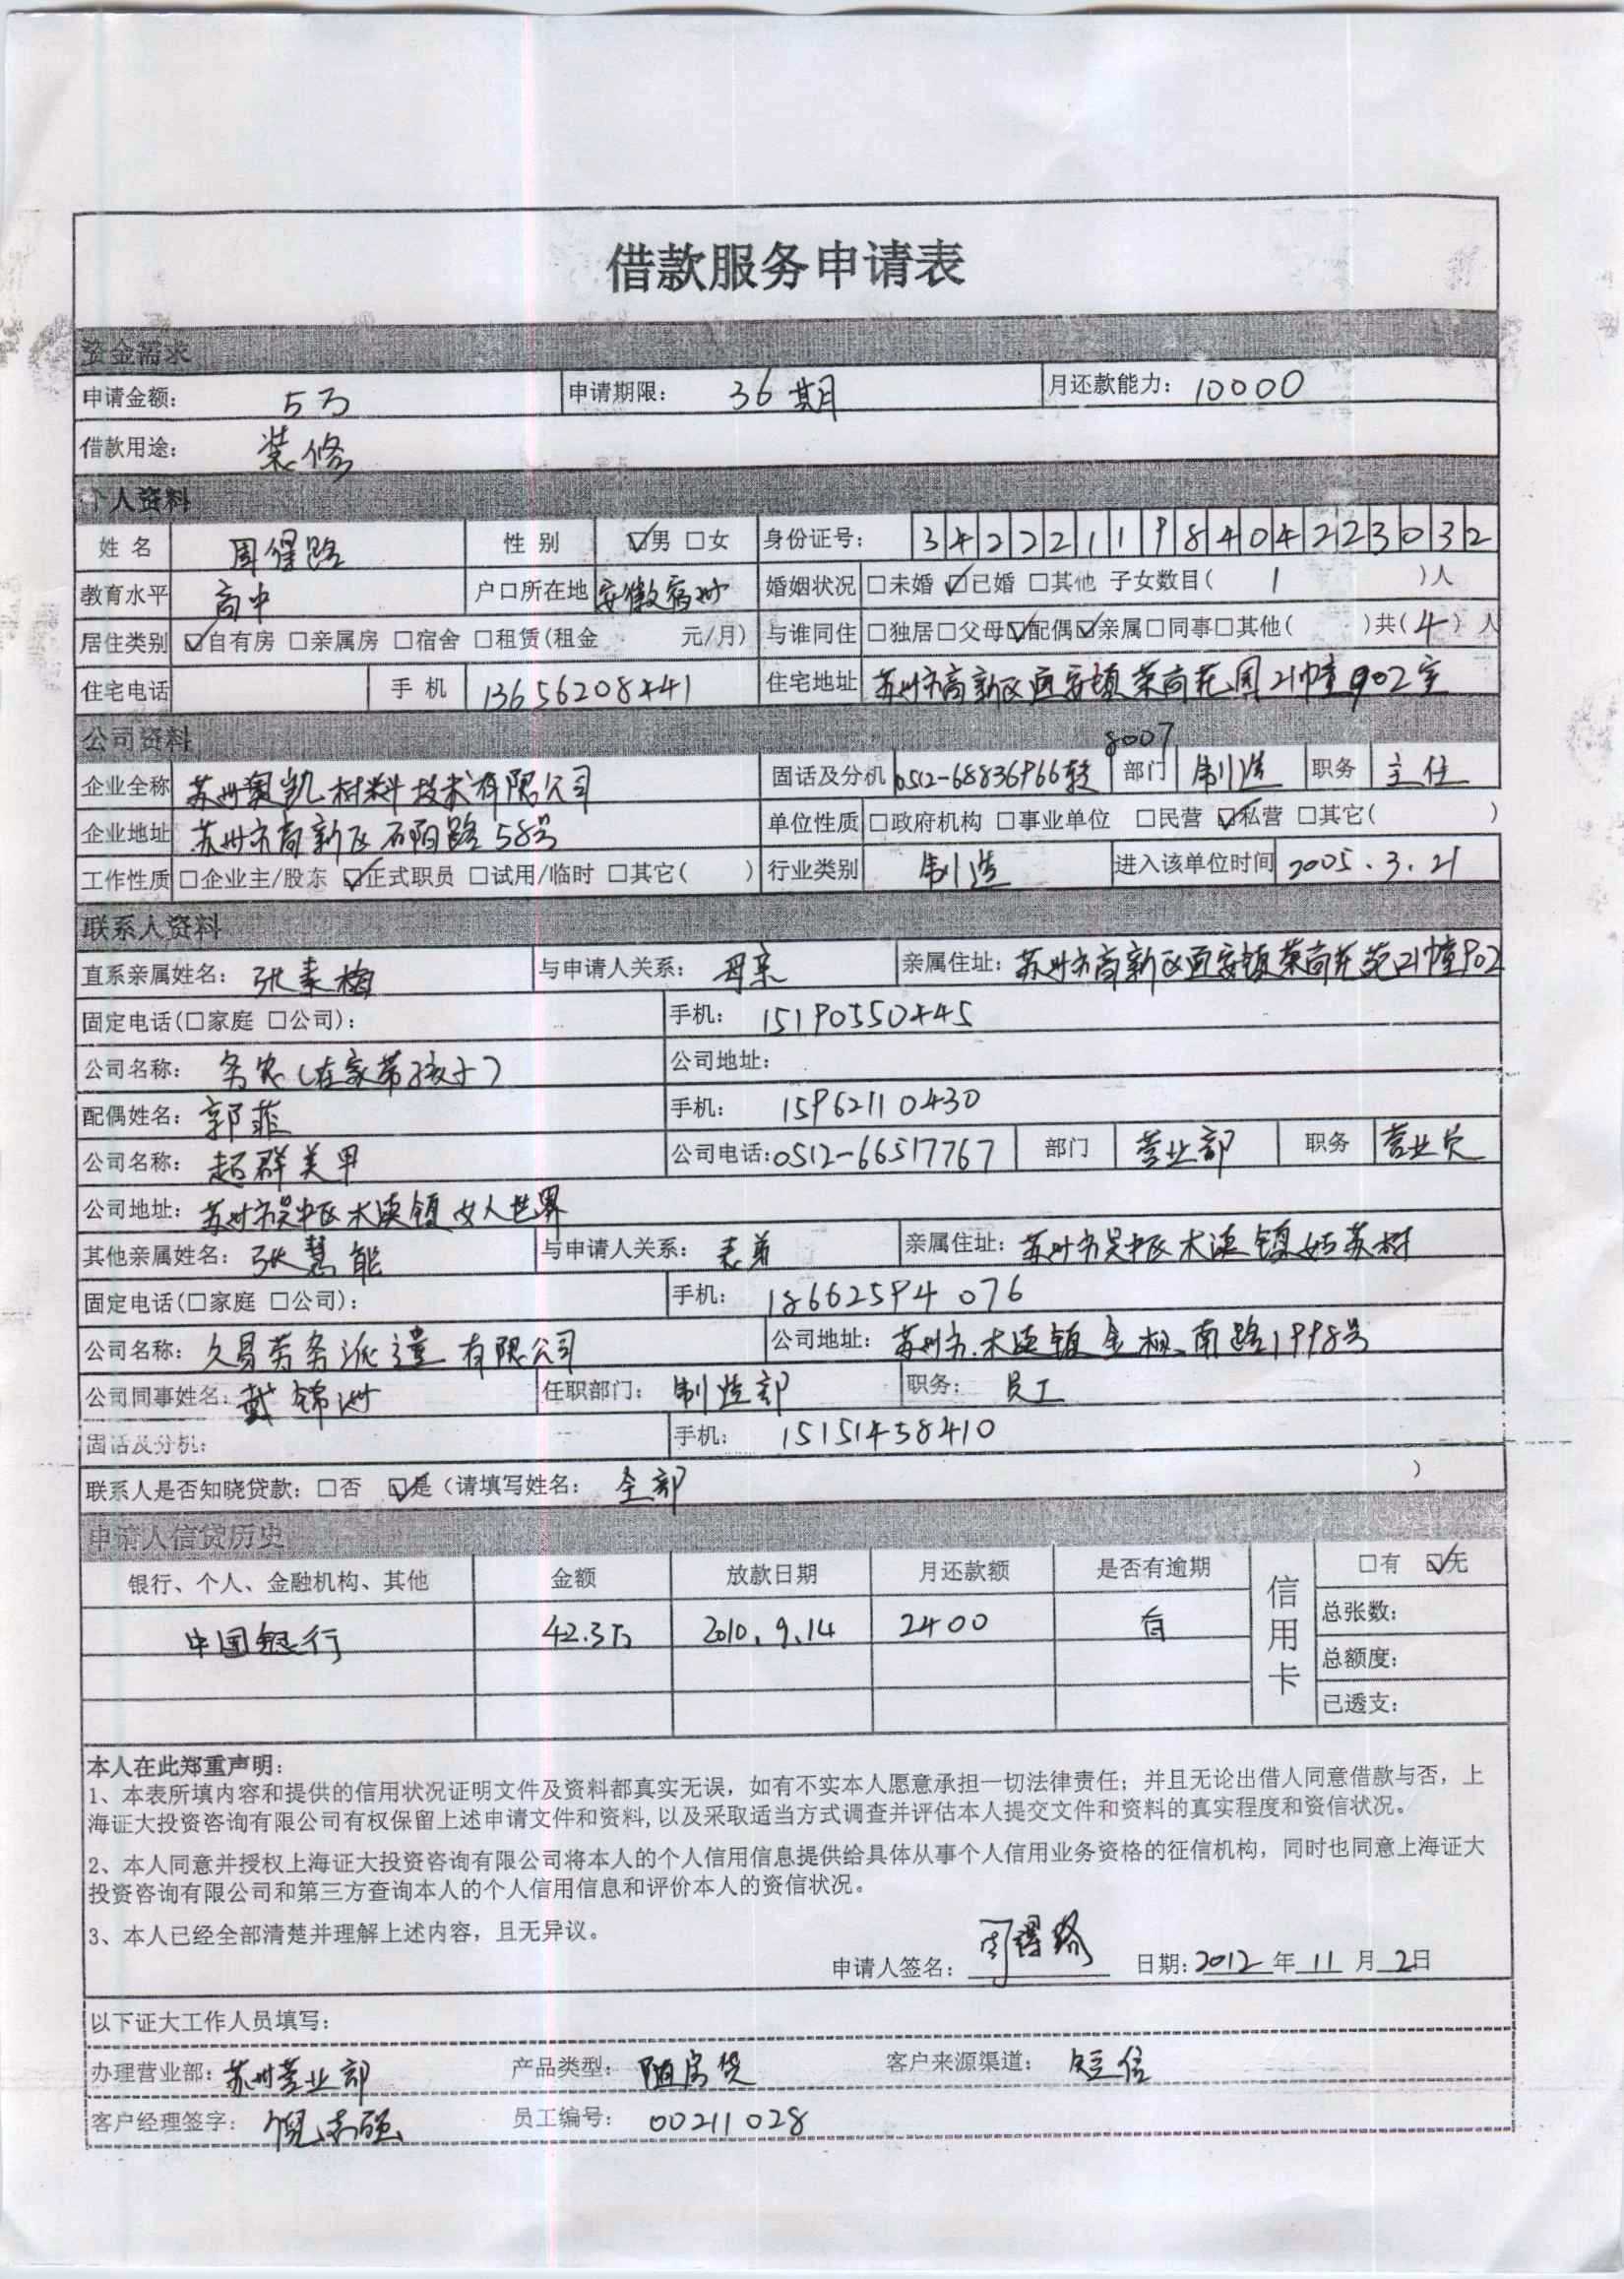 借款服务申请表
资金需求
申请金额： 5万 申请期限： 36期 月还款能力： 10000
借款用途： 装修
个人资料
姓名 周 路 性别 ☑男 □女 身份证号： 342221198404223032
教育水平 高中 户口所在地 安徽宿州 婚姻状况 □未婚 ☑已婚 □其他 子女数目( 1 )人
居住类别 ☑自有房 □亲属房 □宿舍 □租赁(租金 元/月) 与谁同住 □独居□父母☑配偶☑亲属□同事□其他( )共(4)人
住宅电话 手机 13656208441 住宅地址 苏州市高新区 镇莱尚花园21幢902室
公司资料
8007
企业全称 苏州奥凯材料技术有限公司 固话及分机 0512-68836966转 部门 制造 职务 主任
企业地址 苏州市高新区石阳路58号 单位性质 □政府机构 □事业单位 □民营 ☑私营 □其它( )
工作性质 □企业主/股东 ☑正式职员 □试用/临时 □其它( ) 行业类别 制造 进入该单位时间 2005.3.21
联系人资料
直系亲属姓名： 张素梅 与申请人关系： 母亲 亲属住址： 苏州市高新区 镇莱尚花苑21幢902
固定电话(□家庭 □公司)： 手机： 15190550445
公司名称： 务农(在家带孩子) 公司地址：
配偶姓名： 郭菲 手机： 15962110430
公司名称： 超群美甲 公司电话：0512-66517767 部门 营业部 职务 营业员
公司地址： 苏州市吴中区木渎镇女人世界
其他亲属姓名： 张慧能 与申请人关系： 表弟 亲属住址： 苏州市吴中区木渎镇姑苏村
固定电话(□家庭 □公司)： 手机： 18662594076
公司名称： 久易劳务派遣有限公司 公司地址： 苏州市.木渎镇金枫南路1998号
公司同事姓名： 戴锦洲 任职部门： 制造部 职务： 员工
固话及分机： 手机： 15151458410
联系人是否知晓贷款：□否 ☑是（请填写姓名： 全部 ）
申请人信贷历史
银行、个人、金融机构、其他 金额 放款日期 月还款额 是否有逾期 信用卡 □有 ☑无
中国银行 42.3万 2010.9.14 2400 有 总张数：
总额度：
已透支：
本人在此郑重声明：
1、本表所填内容和提供的信用状况证明文件及资料都真实无误，如有不实本人愿意承担一切法律责任；并且无论出借人同意借款与否，上
海证大投资咨询有限公司有权保留上述申请文件和资料,以及采取适当方式调查并评估本人提交文件和资料的真实程度和资信状况。
2、本人同意并授权上海证大投资咨询有限公司将本人的个人信用信息提供给具体从事个人信用业务资格的征信机构，同时也同意上海证大
投资咨询有限公司和第三方查询本人的个人信用信息和评价本人的资信状况。
3、本人已经全部清楚并理解上述内容，且无异议。
申请人签名： 周 路 日期：2012年11月2日
以下证大工作人员填写：
办理营业部：苏州营业部 产品类型： 随房贷 客户来源渠道： 短信
客户经理签字： 倪志强 员工编号： 00211028